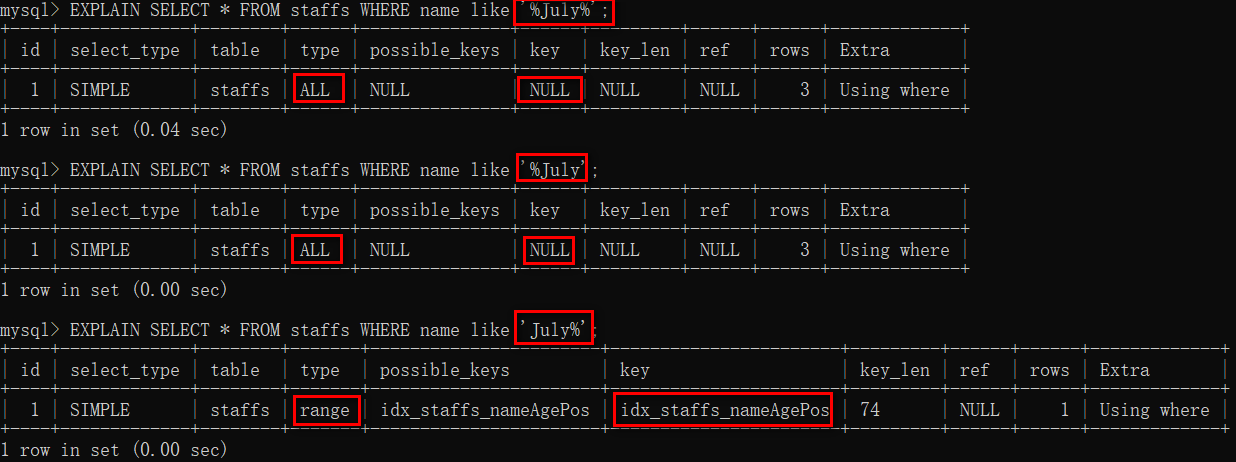 mysql> EXPLAIN SELECT * FROM staffs WHERE name like '%July%';
+----+-------------+--------+------+---------------+------+---------+------+------+-------------+
| id | select_type | table  | type | possible_keys | key  | key_len | ref  | rows | Extra       |
+----+-------------+--------+------+---------------+------+---------+------+------+-------------+
|  1 | SIMPLE      | staffs | ALL  | NULL          | NULL | NULL    | NULL |    3 | Using where |
+----+-------------+--------+------+---------------+------+---------+------+------+-------------+
1 row in set (0.04 sec)
mysql> EXPLAIN SELECT * FROM staffs WHERE name like '%July';
+----+-------------+--------+------+---------------+------+---------+------+------+-------------+
| id | select_type | table  | type | possible_keys | key  | key_len | ref  | rows | Extra       |
+----+-------------+--------+------+---------------+------+---------+------+------+-------------+
|  1 | SIMPLE      | staffs | ALL  | NULL          | NULL | NULL    | NULL |    3 | Using where |
+----+-------------+--------+------+---------------+------+---------+------+------+-------------+
1 row in set (0.00 sec)
mysql> EXPLAIN SELECT * FROM staffs WHERE name like 'July%';
+----+-------------+--------+-------+-----------------------+-----------------------+---------+------+------+-------------+
| id | select_type | table  | type  | possible_keys         | key                   | key_len | ref  | rows | Extra       |
+----+-------------+--------+-------+-----------------------+-----------------------+---------+------+------+-------------+
|  1 | SIMPLE      | staffs | range | idx_staffs_nameAgePos | idx_staffs_nameAgePos | 74      | NULL |    1 | Using where |
+----+-------------+--------+-------+-----------------------+-----------------------+---------+------+------+-------------+
1 row in set (0.00 sec)